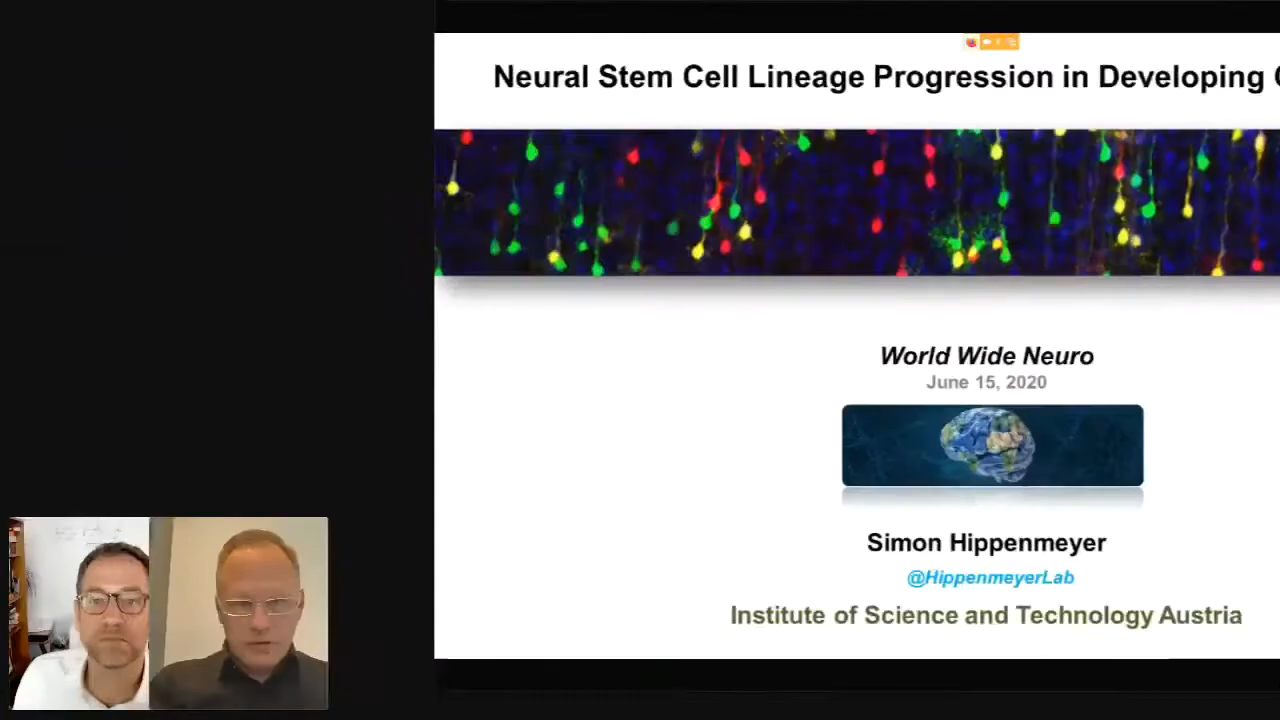 Neural Stem Cell Lineage Progression in Developing
World Wide Neuro
June 15, 2020
Simon Hippenmeyer
@HippenmeyerLab
Institute of Science and Technology Austria